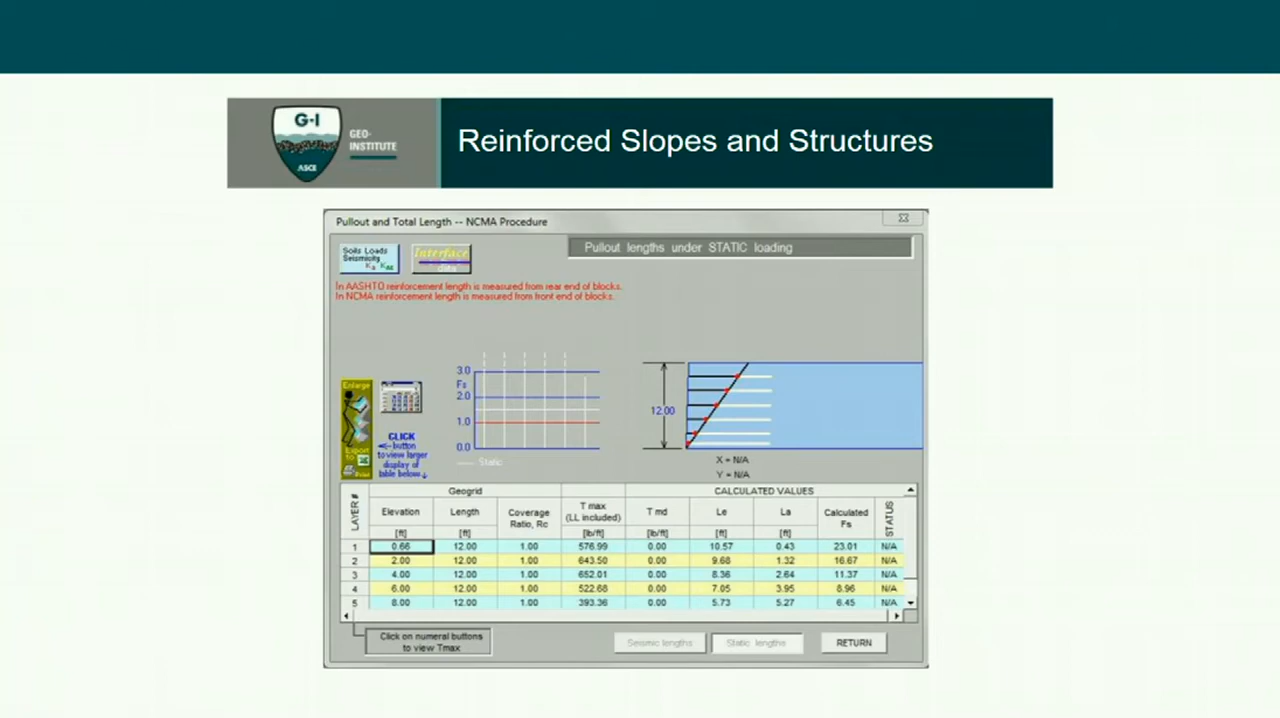 G-I
GEO-
INSTITUTE
ASCE
Reinforced Slopes and Structures
Pullout and Total Length -- NCMA Procedure
Soils Loads
Seismicity
Interface
data
Pullout lengths under STATIC loading
In AASHTO reinforcement length is measured from rear end of blocks.
In NCMA reinforcement length is measured from front end of blocks.
Enlarge
Export
To
Print
CLICK
<-- button
to view larger
display of
table below
3.0
Fs
2.0
1.0
0.0
Static
12.00
X = N/A
Y = N/A
LAYER # Geogrid CALCULATED VALUES STATUS
Elevation Length Coverage Ratio, Rc T max (LL included) T md Le La Calculated Fs
[ft] [ft] [lb/ft] [lb/ft] [ft] [ft]
1 0.66 12.00 1.00 576.99 0.00 10.57 0.43 23.01 N/A
2 2.00 12.00 1.00 643.50 0.00 9.68 1.32 16.67 N/A
3 4.00 12.00 1.00 652.01 0.00 8.36 2.64 11.37 N/A
4 6.00 12.00 1.00 522.68 0.00 7.05 3.95 8.96 N/A
5 8.00 12.00 1.00 393.36 0.00 5.73 5.27 6.45 N/A
Click on numeral buttons
to view Tmax
Seismic lengths
Static lengths
RETURN